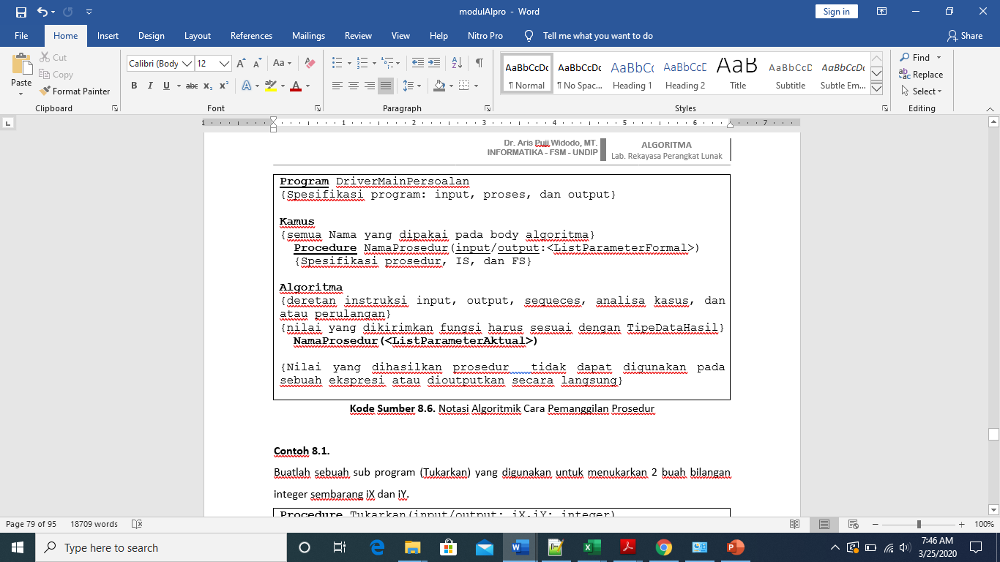 modulAlpro - Word
Sign in
File Home Insert Design Layout References Mailings Review View Help Nitro Pro Tell me what you want to do Share
Paste
Cut
Copy
Format Painter
Clipboard
Calibri (Body 12
Font
Paragraph
AaBbCcDc AaBbCcDc AaBbCc AaBbCcD AaB AaBbCcD AaBbCcDc
¶ Normal ¶ No Spac... Heading 1 Heading 2 Title Subtitle Subtle Em...
Styles
Find
Replace
Select
Editing
1 1 2 3 4 5 6 7
Dr. Aris Puji Widodo, MT.
INFORMATIKA - FSM - UNDIP
ALGORITMA
Lab. Rekayasa Perangkat Lunak
Program DriverMainPersoalan
{Spesifikasi program: input, proses, dan output}
Kamus
{semua Nama yang dipakai pada body algoritma}
Procedure NamaProsedur(input/output:<ListParameterFormal>)
{Spesifikasi prosedur, IS, dan FS}
Algoritma
{deretan instruksi input, output, sequeces, analisa kasus, dan
atau perulangan}
{nilai yang dikirimkan fungsi harus sesuai dengan TipeDataHasil}
NamaProsedur(<ListParameterAktual>)
{Nilai yang dihasilkan prosedur tidak dapat digunakan pada
sebuah ekspresi atau dioutputkan secara langsung}
Kode Sumber 8.6. Notasi Algoritmik Cara Pemanggilan Prosedur
Contoh 8.1.
Buatlah sebuah sub program (Tukarkan) yang digunakan untuk menukarkan 2 buah bilangan
integer sembarang iX dan iY.
Procedure Tukarkan(input/output: iX,iY: integer)
Page 79 of 95 18709 words 100%
Type here to search
7:46 AM
3/25/2020